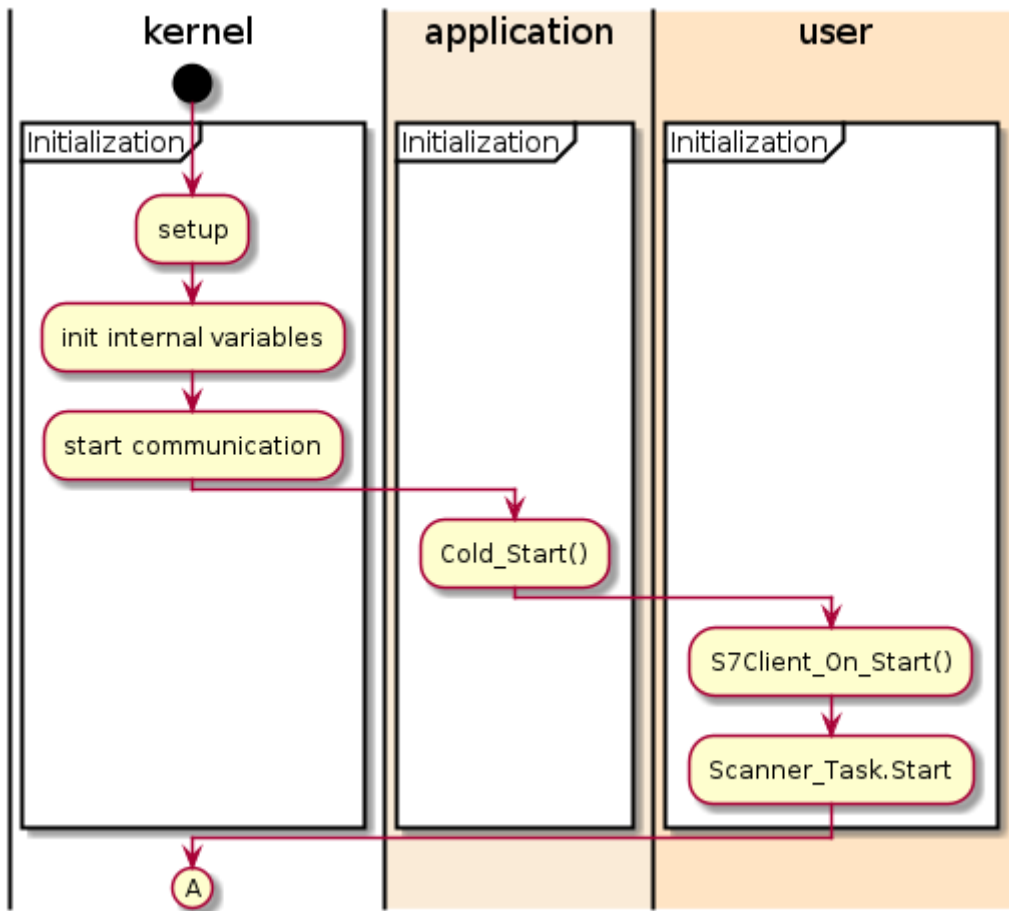 kernel
application
user
Initialization
Initialization
Initialization
setup
init internal variables
start communication
Cold_Start()
S7Client_On_Start()
Scanner_Task.Start
A